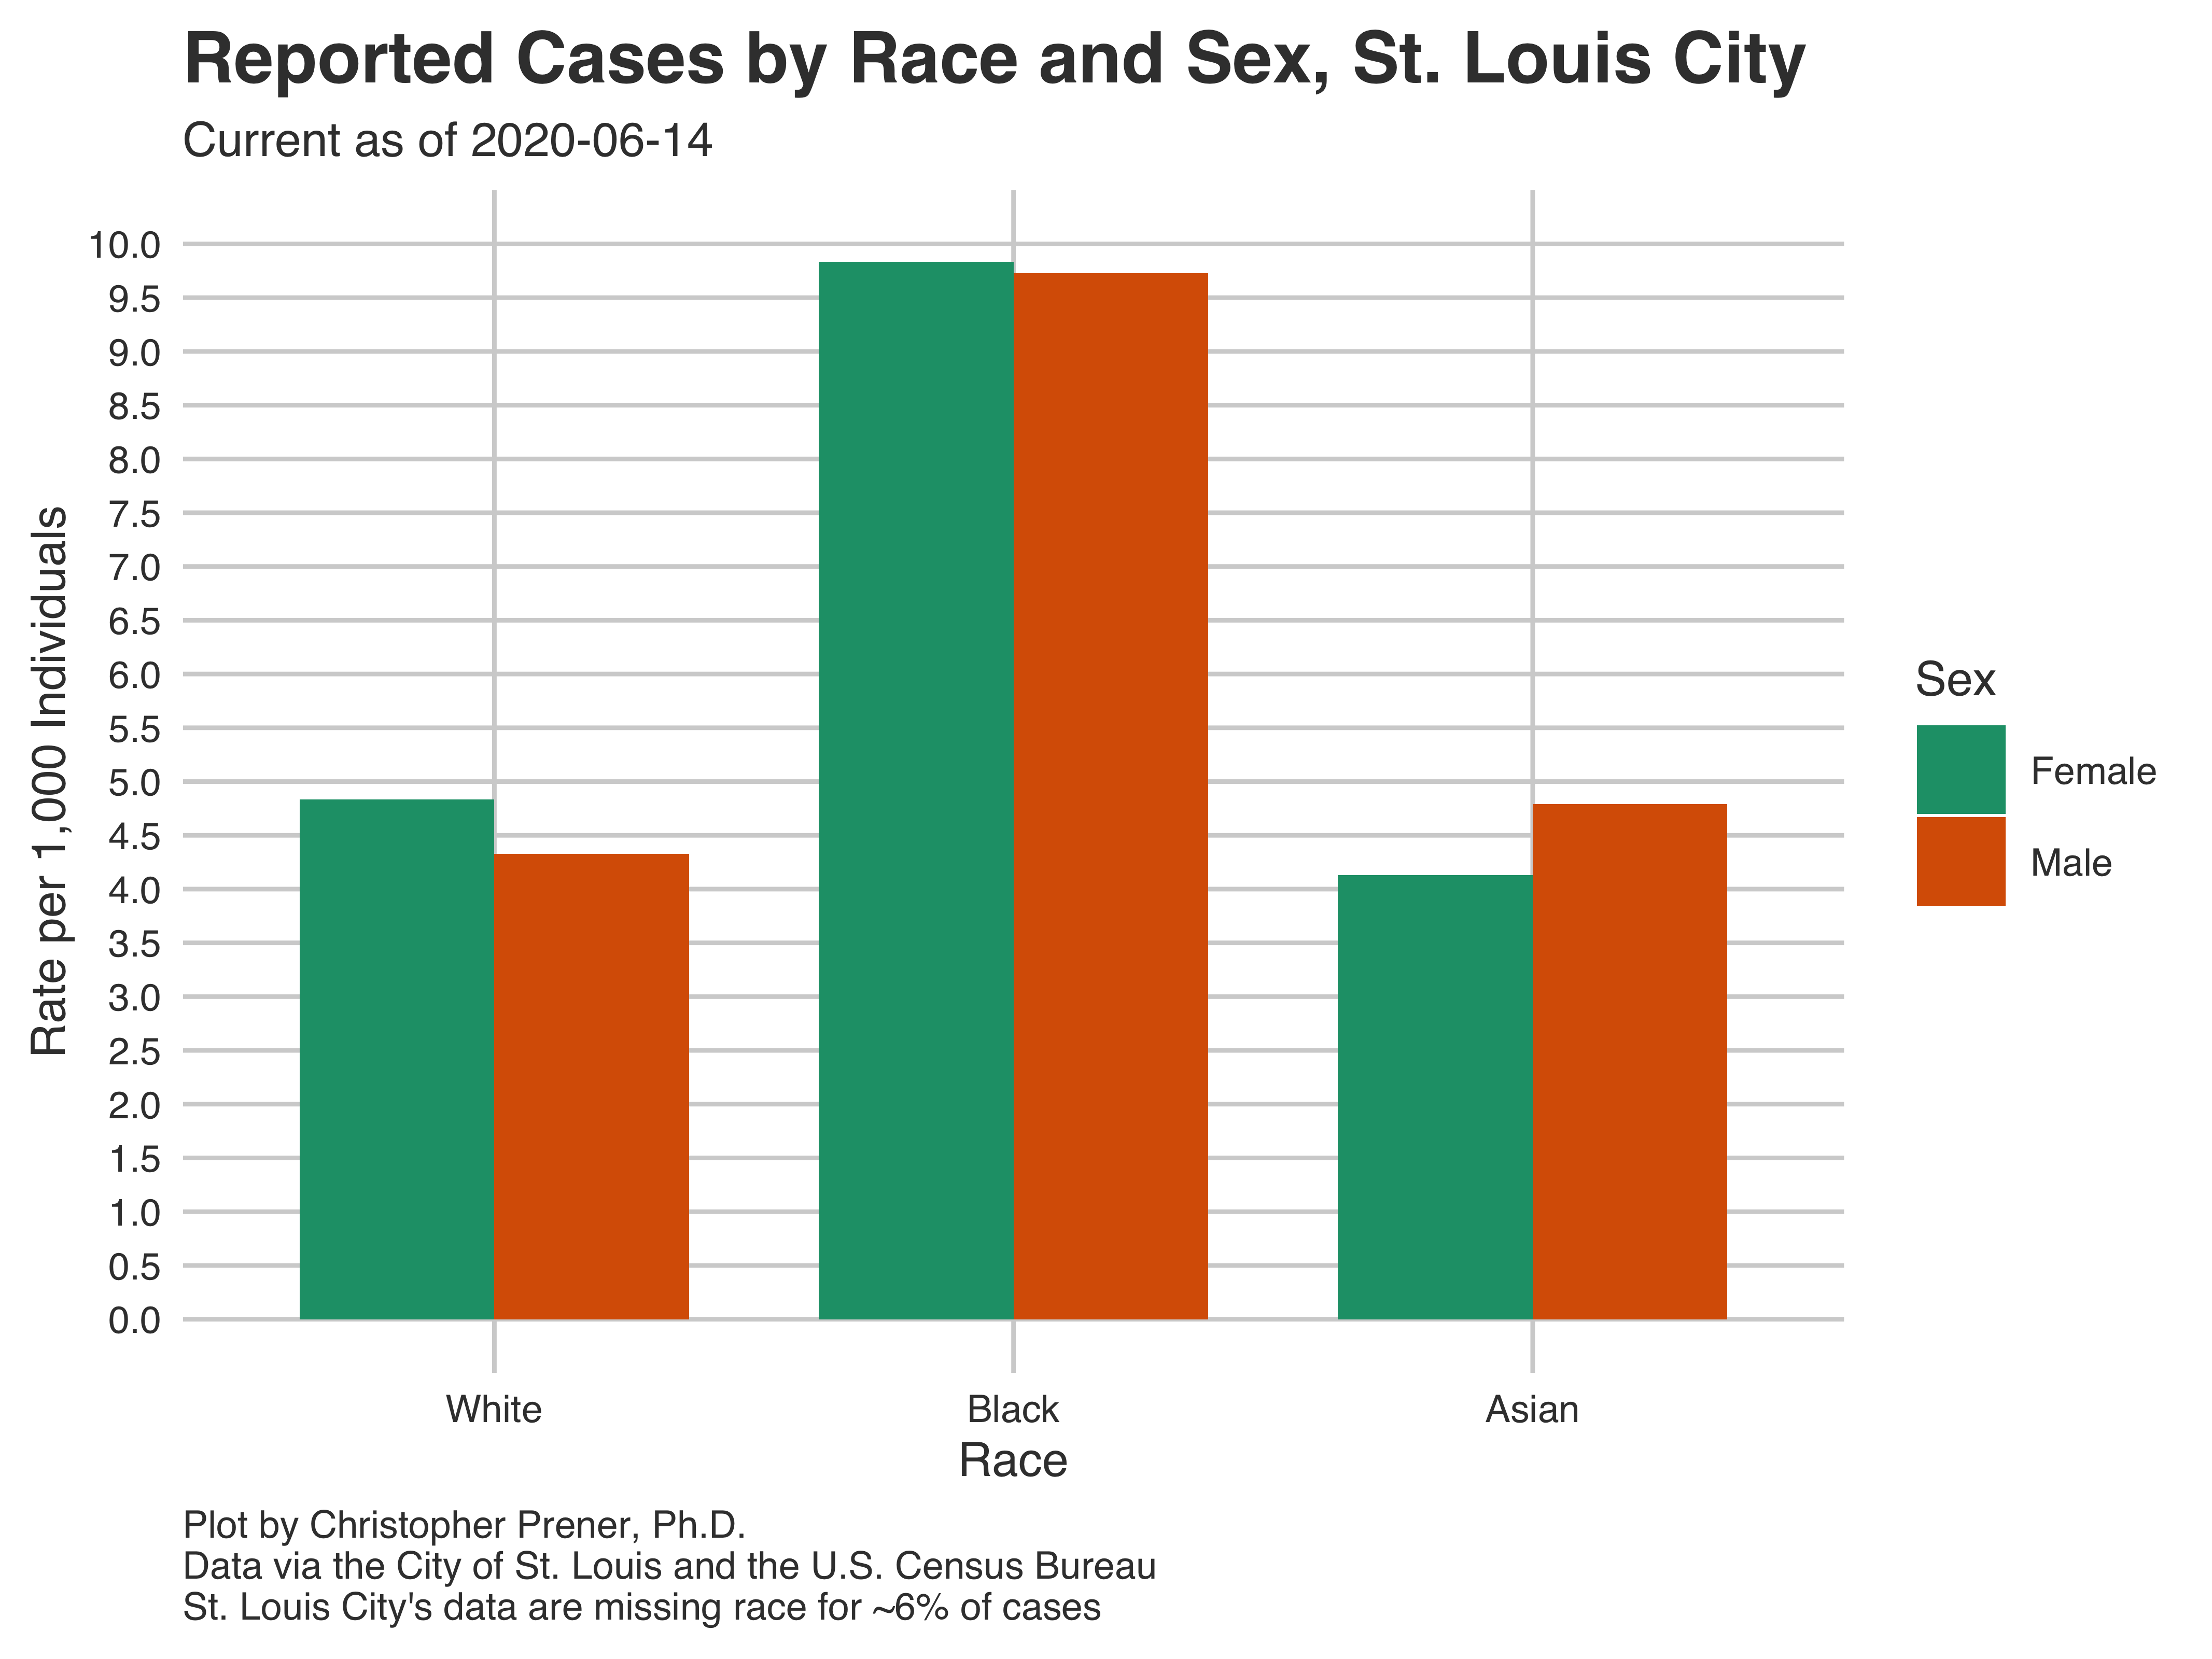 Reported Cases by Race and Sex, St. Louis City
Current as of 2020-06-14
Rate per 1,000 Individuals
10.0
9.5
9.0
8.5
8.0
7.5
7.0
6.5
6.0
5.5
5.0
4.5
4.0
3.5
3.0
2.5
2.0
1.5
1.0
0.5
0.0
White
Black
Asian
Race
Sex
Female
Male
Plot by Christopher Prener, Ph.D.
Data via the City of St. Louis and the U.S. Census Bureau
St. Louis City's data are missing race for ~6% of cases